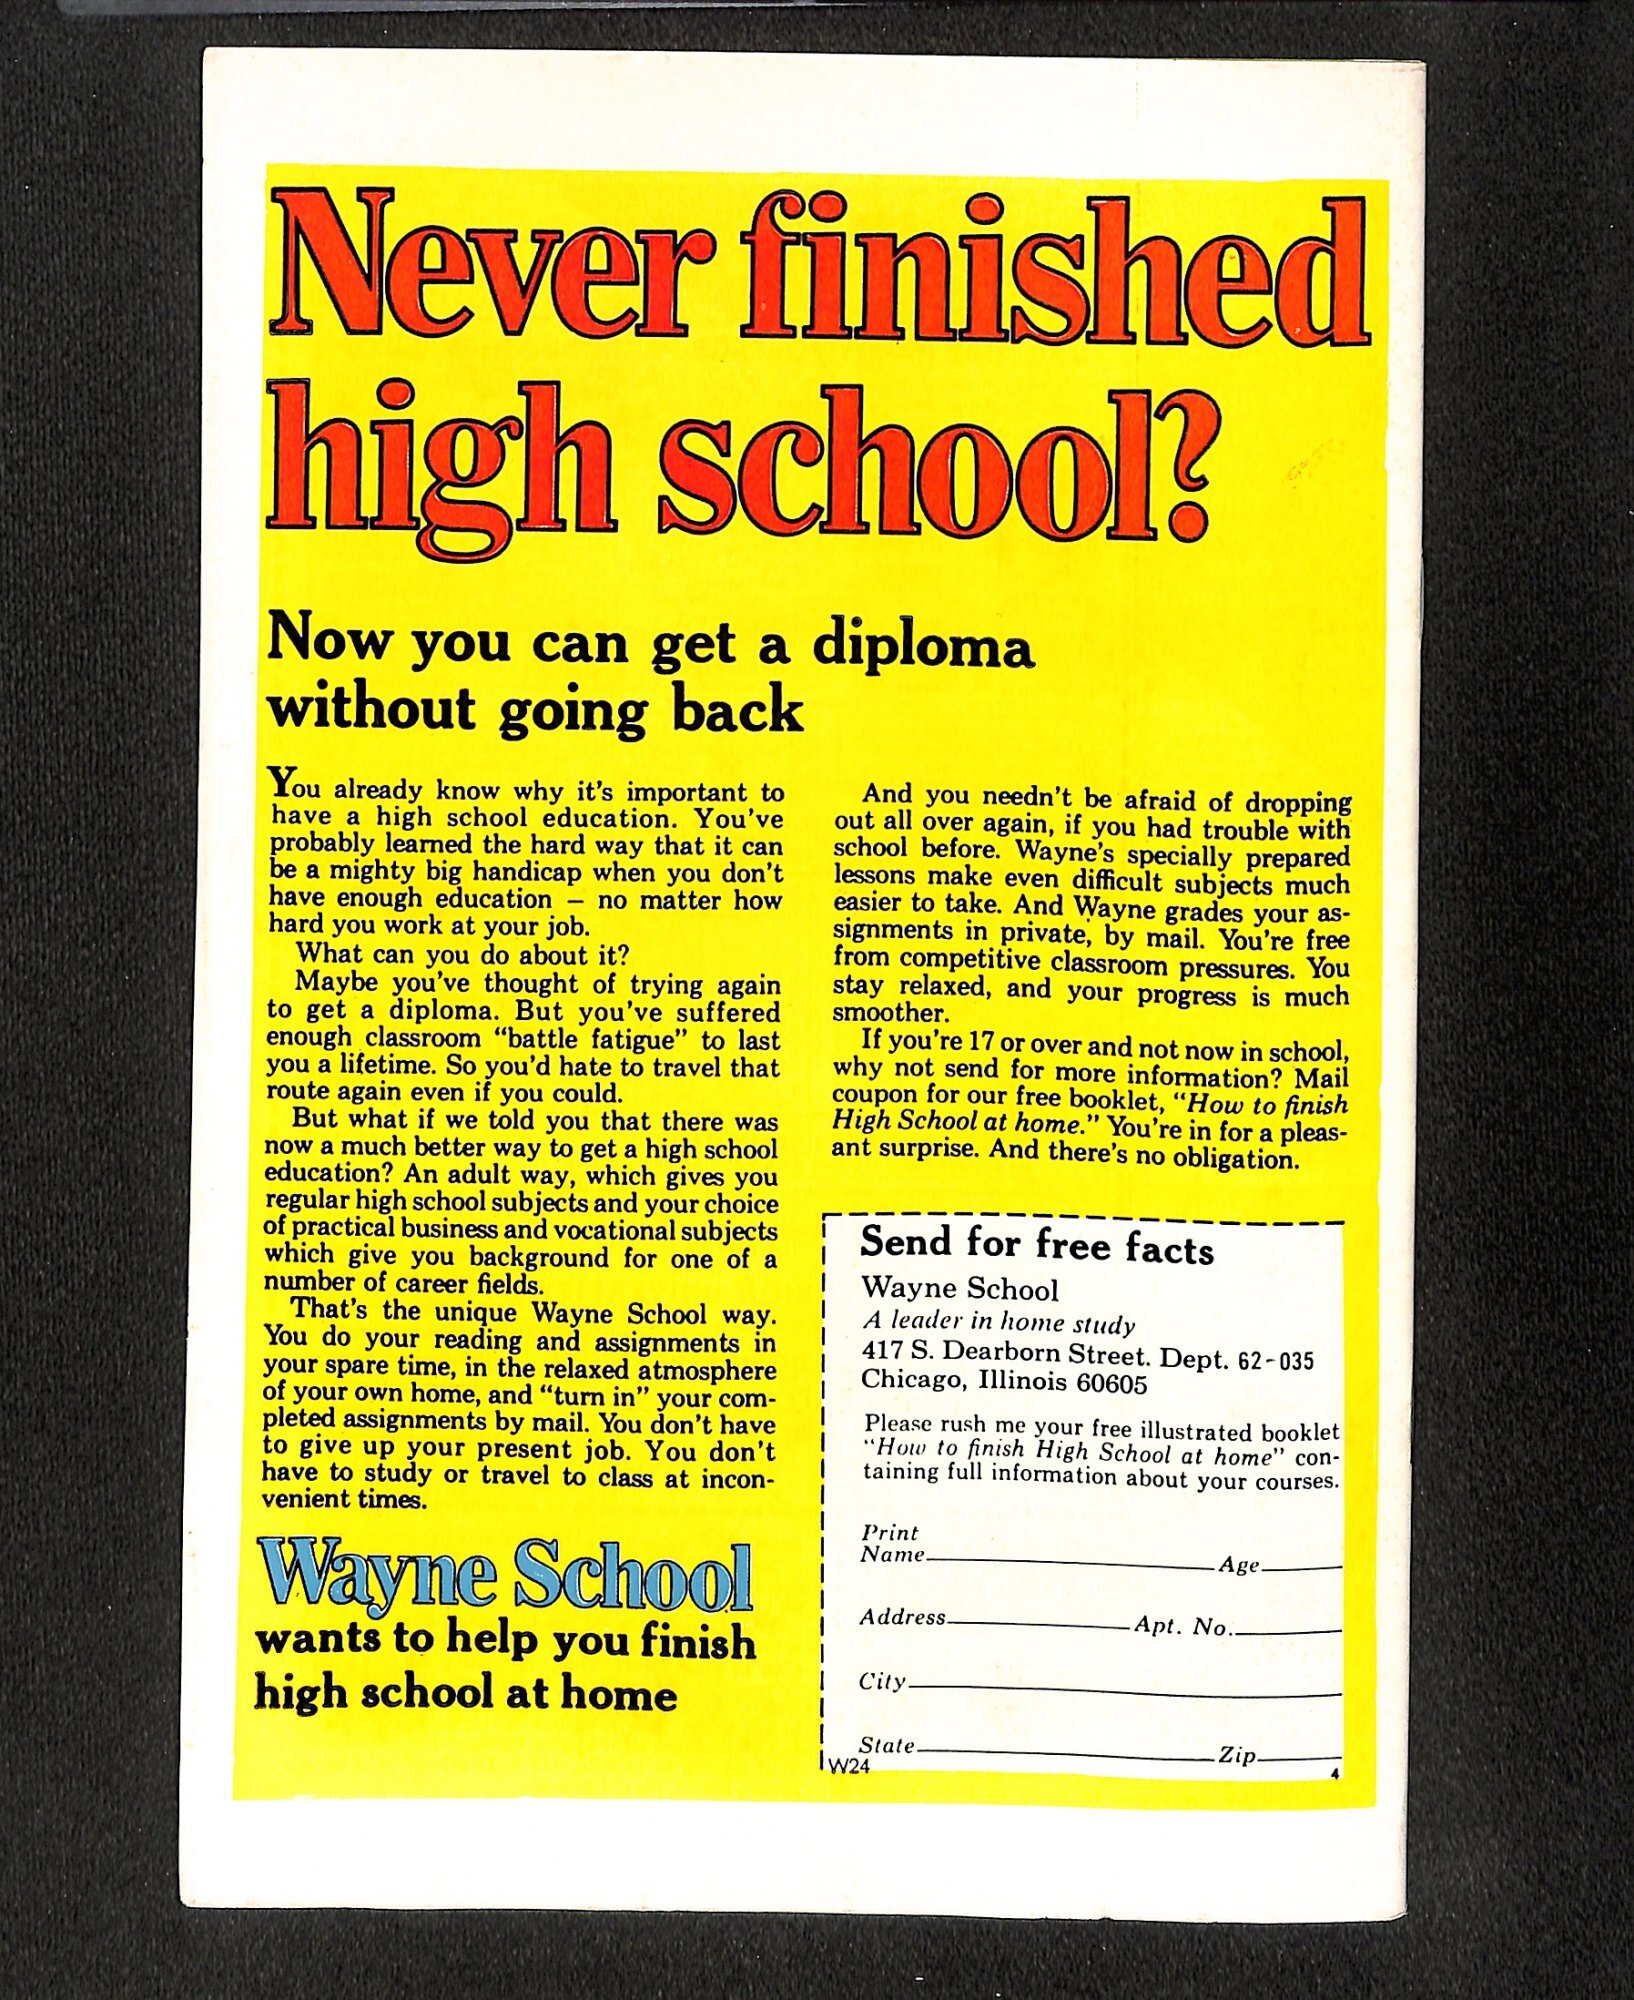 Never finished
high school?
Now you can get a diploma
without going back
You already know why it's important to
have a high school education. You've
probably learned the hard way that it can
be a mighty big handicap when you don't
have enough education – no matter how
hard you work at your job.
What can you do about it?
Maybe you've thought of trying again
to get a diploma. But you've suffered
enough classroom "battle fatigue" to last
you a lifetime. So you'd hate to travel that
route again even if you could.
But what if we told you that there was
now a much better way to get a high school
education? An adult way, which gives you
regular high school subjects and your choice
of practical business and vocational subjects
which give you background for one of a
number of career fields.
That's the unique Wayne School way.
You do your reading and assignments in
your spare time, in the relaxed atmosphere
of your own home, and "turn in" your com-
pleted assignments by mail. You don't have
to give up your present job. You don't
have to study or travel to class at incon-
venient times.
Wayne School
wants to help you finish
high school at home
And you needn't be afraid of dropping
out all over again, if you had trouble with
school before. Wayne's specially prepared
lessons make even difficult subjects much
easier to take. And Wayne grades your as-
signments in private, by mail. You're free
from competitive classroom pressures. You
stay relaxed, and your progress is much
smoother.
If you're 17 or over and not now in school,
why not send for more information? Mail
coupon for our free booklet, "How to finish
High School at home." You're in for a pleas-
ant surprise. And there's no obligation.
Send for free facts
Wayne School
A leader in home study
417 S. Dearborn Street. Dept. 62-035
Chicago, Illinois 60605
Please rush me your free illustrated booklet
"How to finish High School at home" con-
taining full information about your courses.
Print
Name Age
Address Apt. No.
City
State Zip
W24 4